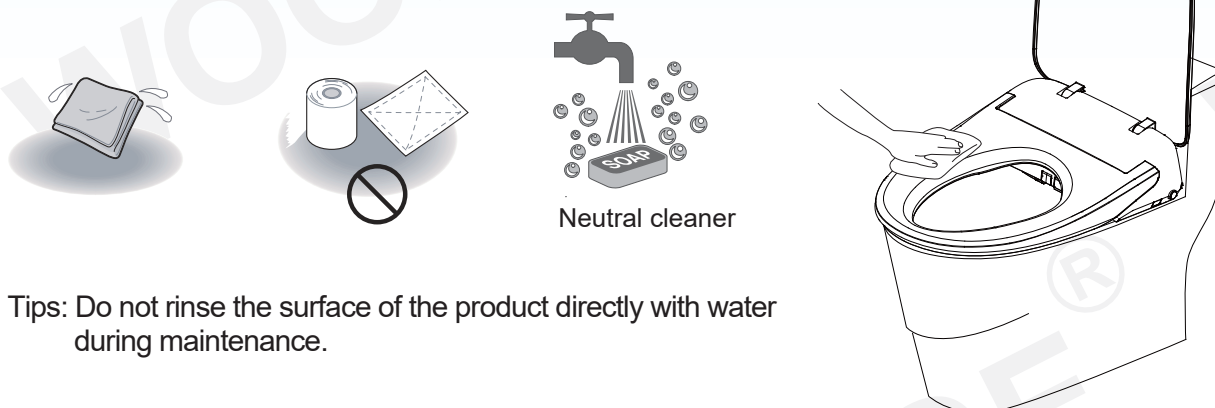 SOAP
Neutral cleaner
Tips: Do not rinse the surface of the product directly with water
during maintenance.
®